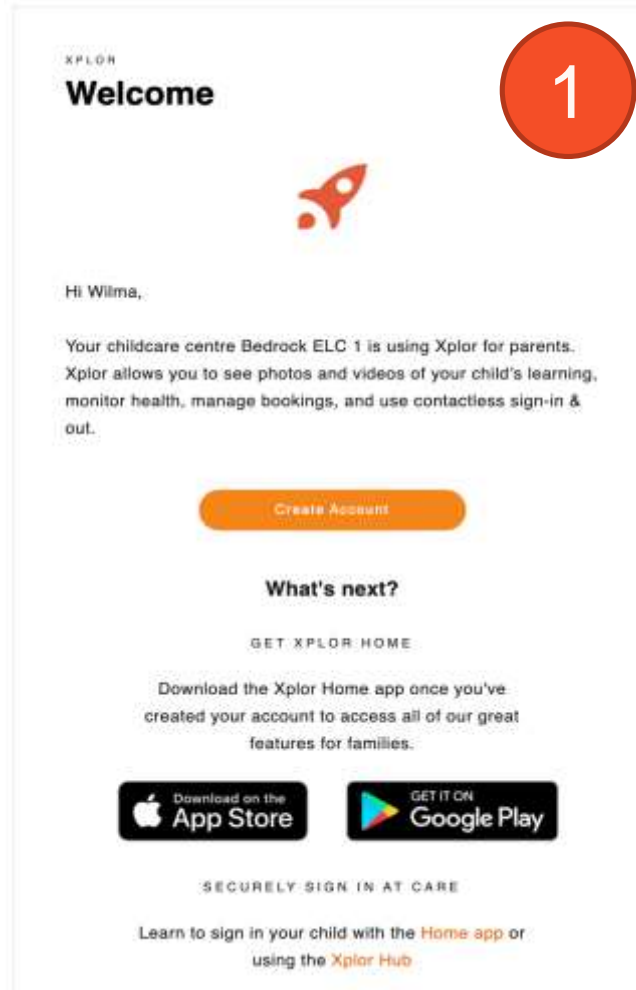 XPLOR
Welcome
1
Hi Wilma,
Your childcare centre Bedrock ELC 1 is using Xplor for parents.
Xplor allows you to see photos and videos of your child's learning,
monitor health, manage bookings, and use contactless sign-in &
out.
Create Account
What's next?
GET XPLOR HOME
Download the Xplor Home app once you've
created your account to access all of our great
features for families.
Download on the
App Store
GET IT ON
Google Play
SECURELY SIGN IN AT CARE
Learn to sign in your child with the Home app or
using the Xplor Hub